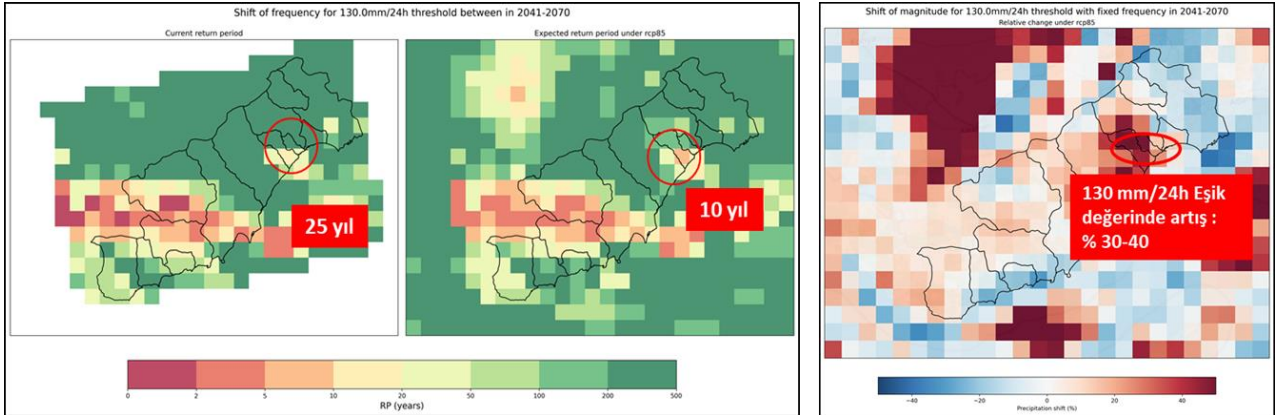 Shift of frequency for 130.0mm/24h threshold between in 2041-2070
Current return period
Expected return period under rcp85
25 yıl
10 yıl
0 2 5 10 20 50 100 200 500
RP (years)
Shift of magnitude for 130.0mm/24h threshold with fixed frequency in 2041-2070
Relative change under rcp85
130 mm/24h Eşik
değerinde artış :
% 30-40
−40 −20 0 20 40
Precipitation shift (%)